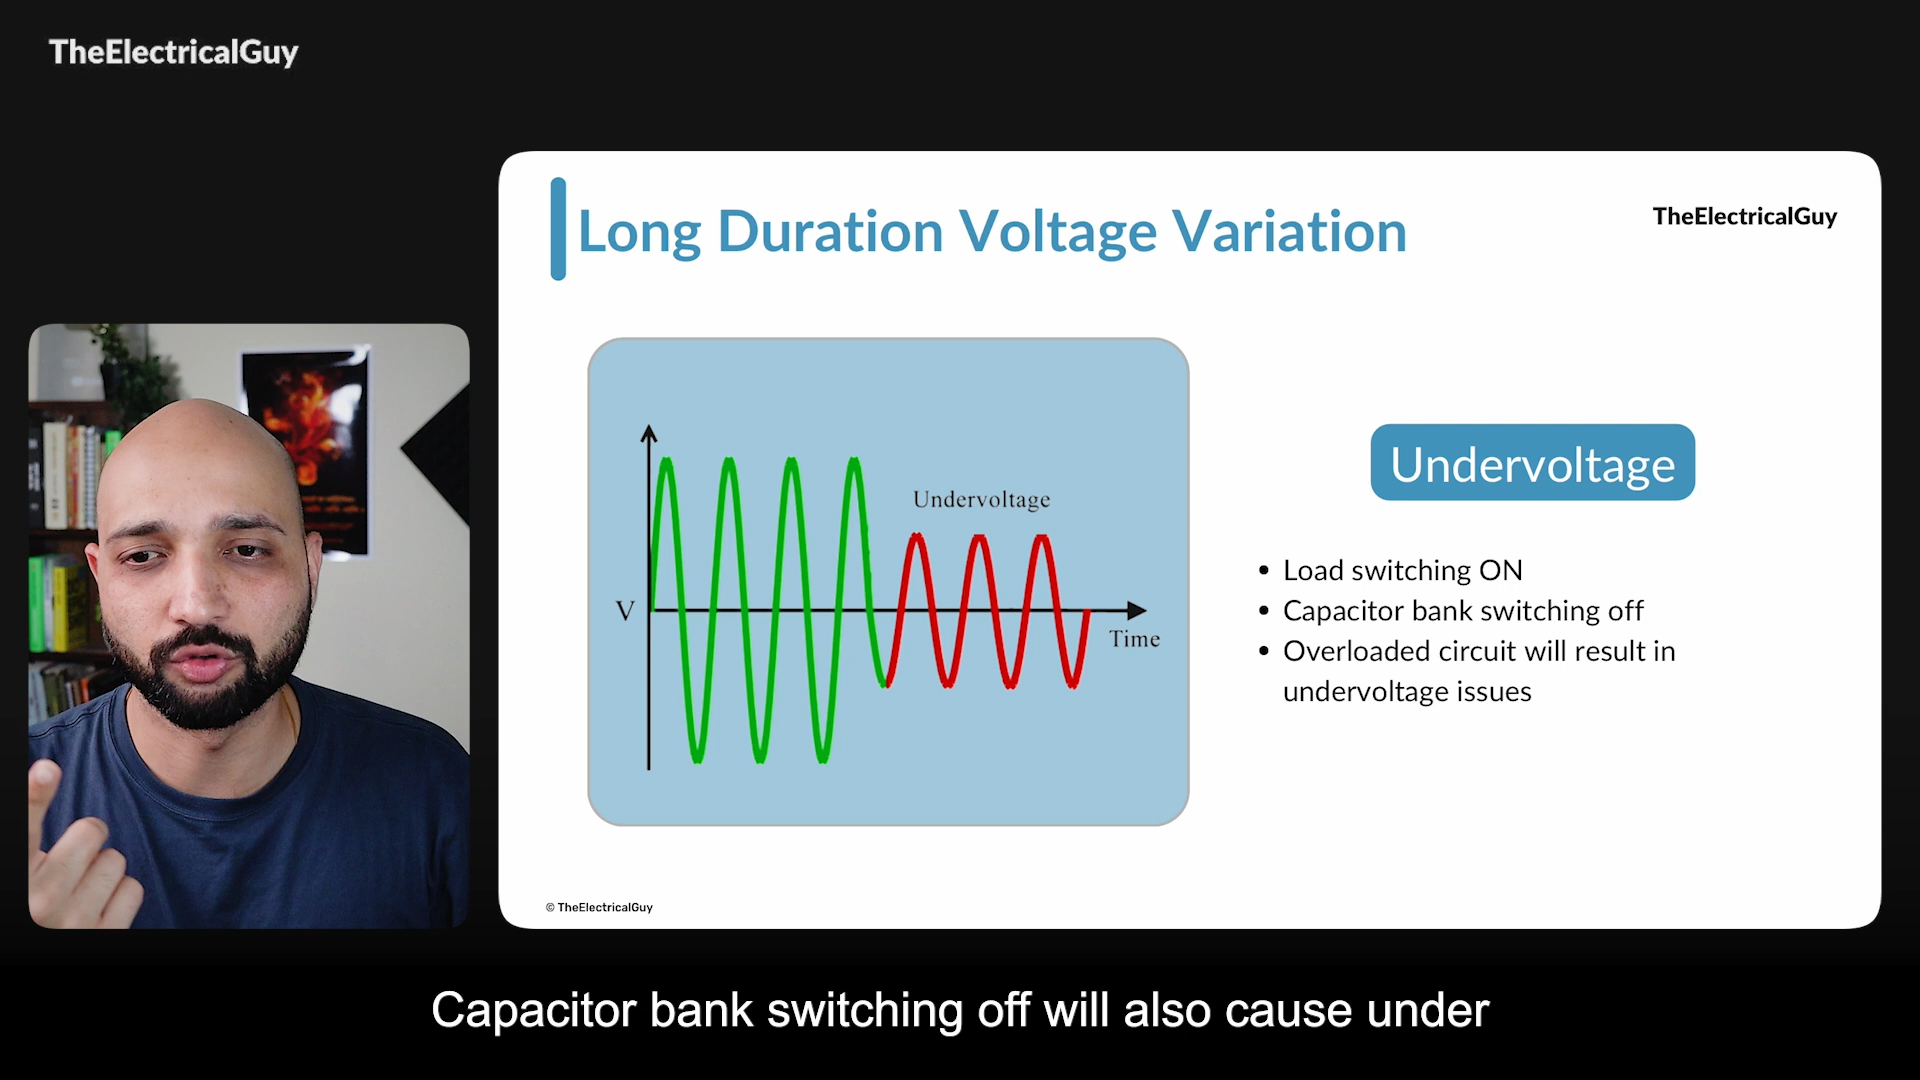 TheElectricalGuy
Long Duration Voltage Variation
TheElectricalGuy
Undervoltage
V
Time
Undervoltage
• Load switching ON
• Capacitor bank switching off
• Overloaded circuit will result in
undervoltage issues
© TheElectricalGuy
Capacitor bank switching off will also cause under